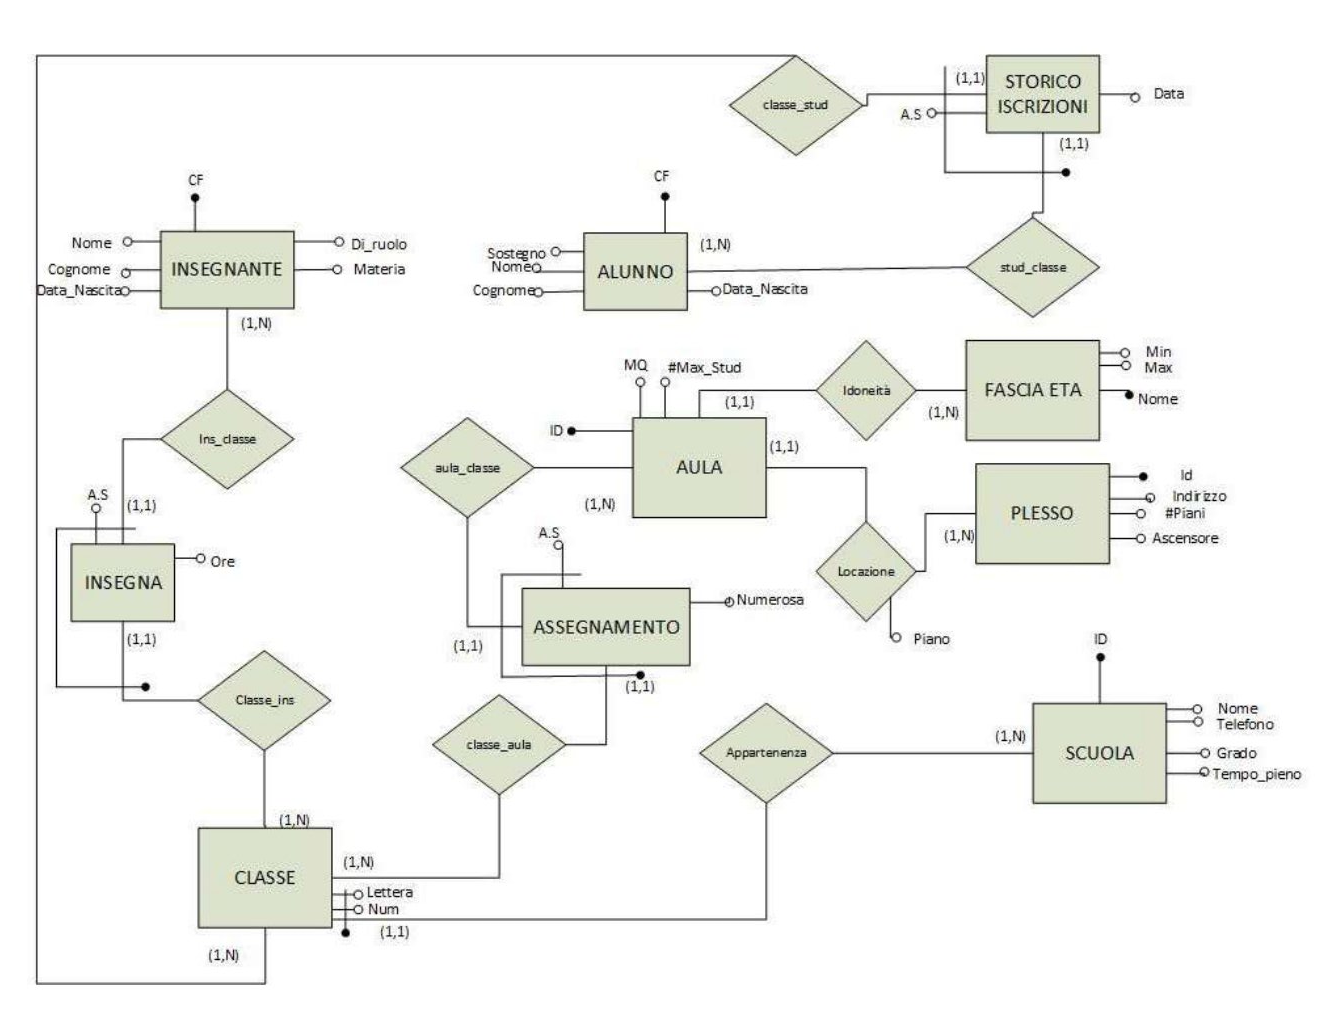 STORICO
ISCRIZIONI
(1,1)
Data
classe_stud
A.S
(1,1)
CF
CF
Nome
Di_ruolo
INSEGNANTE
Cognome
Materia
Data_Nascita
(1,N)
(1,N)
Sostegno
Nome
ALUNNO
Cognome
Data_Nascita
stud_classe
MQ
#Max_Stud
(1,1)
Idoneità
(1,N)
FASCIA ETA
Min
Max
Nome
Ins_classe
aula_classe
ID
AULA
(1,1)
(1,N)
PLESSO
Id
Indirizzo
#Piani
Ascensore
(1,N)
A.S
(1,1)
INSEGNA
Ore
(1,1)
A.S
Locazione
ASSEGNAMENTO
Numerosa
(1,1)
(1,1)
Piano
ID
Classe_ins
classe_aula
Appartenenza
(1,N)
SCUOLA
Nome
Telefono
Grado
Tempo_pieno
(1,N)
CLASSE
(1,N)
Lettera
Num
(1,1)
(1,N)